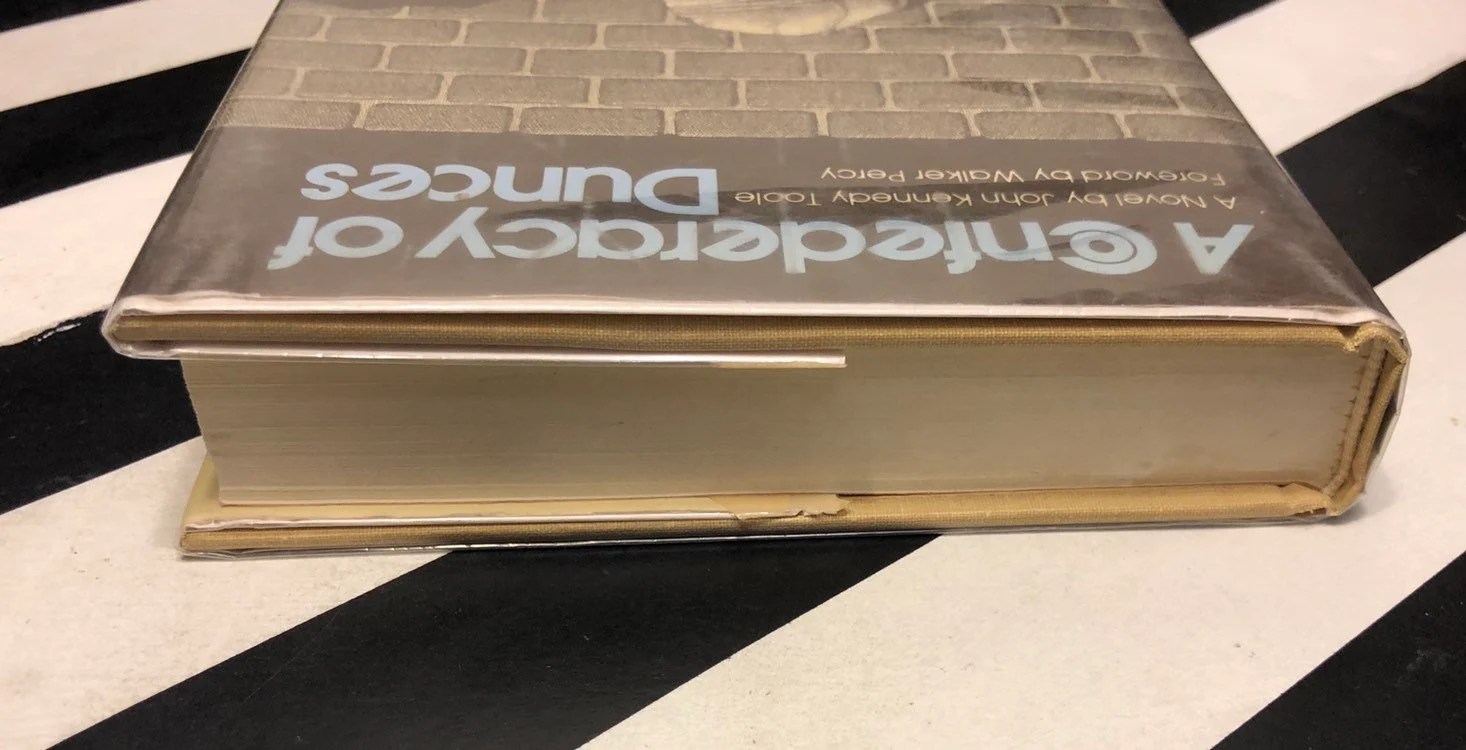 A Confederacy of
Dunces
A Novel by John Kennedy Toole
Foreword by Walker Percy